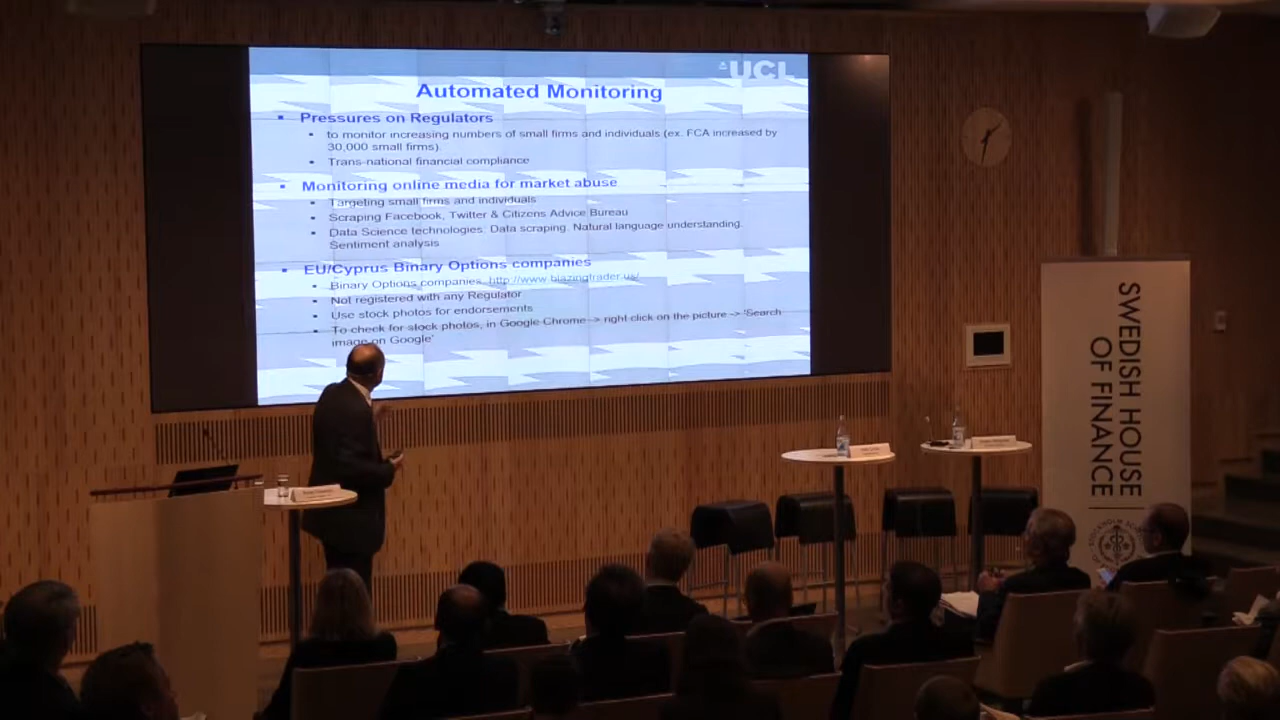 UCL
Automated Monitoring
Pressures on Regulators
to monitor increasing numbers of small firms and individuals (ex. FCA increased by
30,000 small firms).
Trans-national financial compliance
Monitoring online media for market abuse
Targeting small firms and individuals
Scraping Facebook, Twitter & Citizens Advice Bureau
Data Science technologies: Data scraping. Natural language understanding.
Sentiment analysis
EU/Cyprus Binary Options companies
Binary Options companies. http://www.blazingtrader.us/
Not registered with any Regulator
Use stock photos for endorsements
To check for stock photos, in Google Chrome -> right click on the picture -> 'Search
image on Google'
SWEDISH HOUSE
OF FINANCE